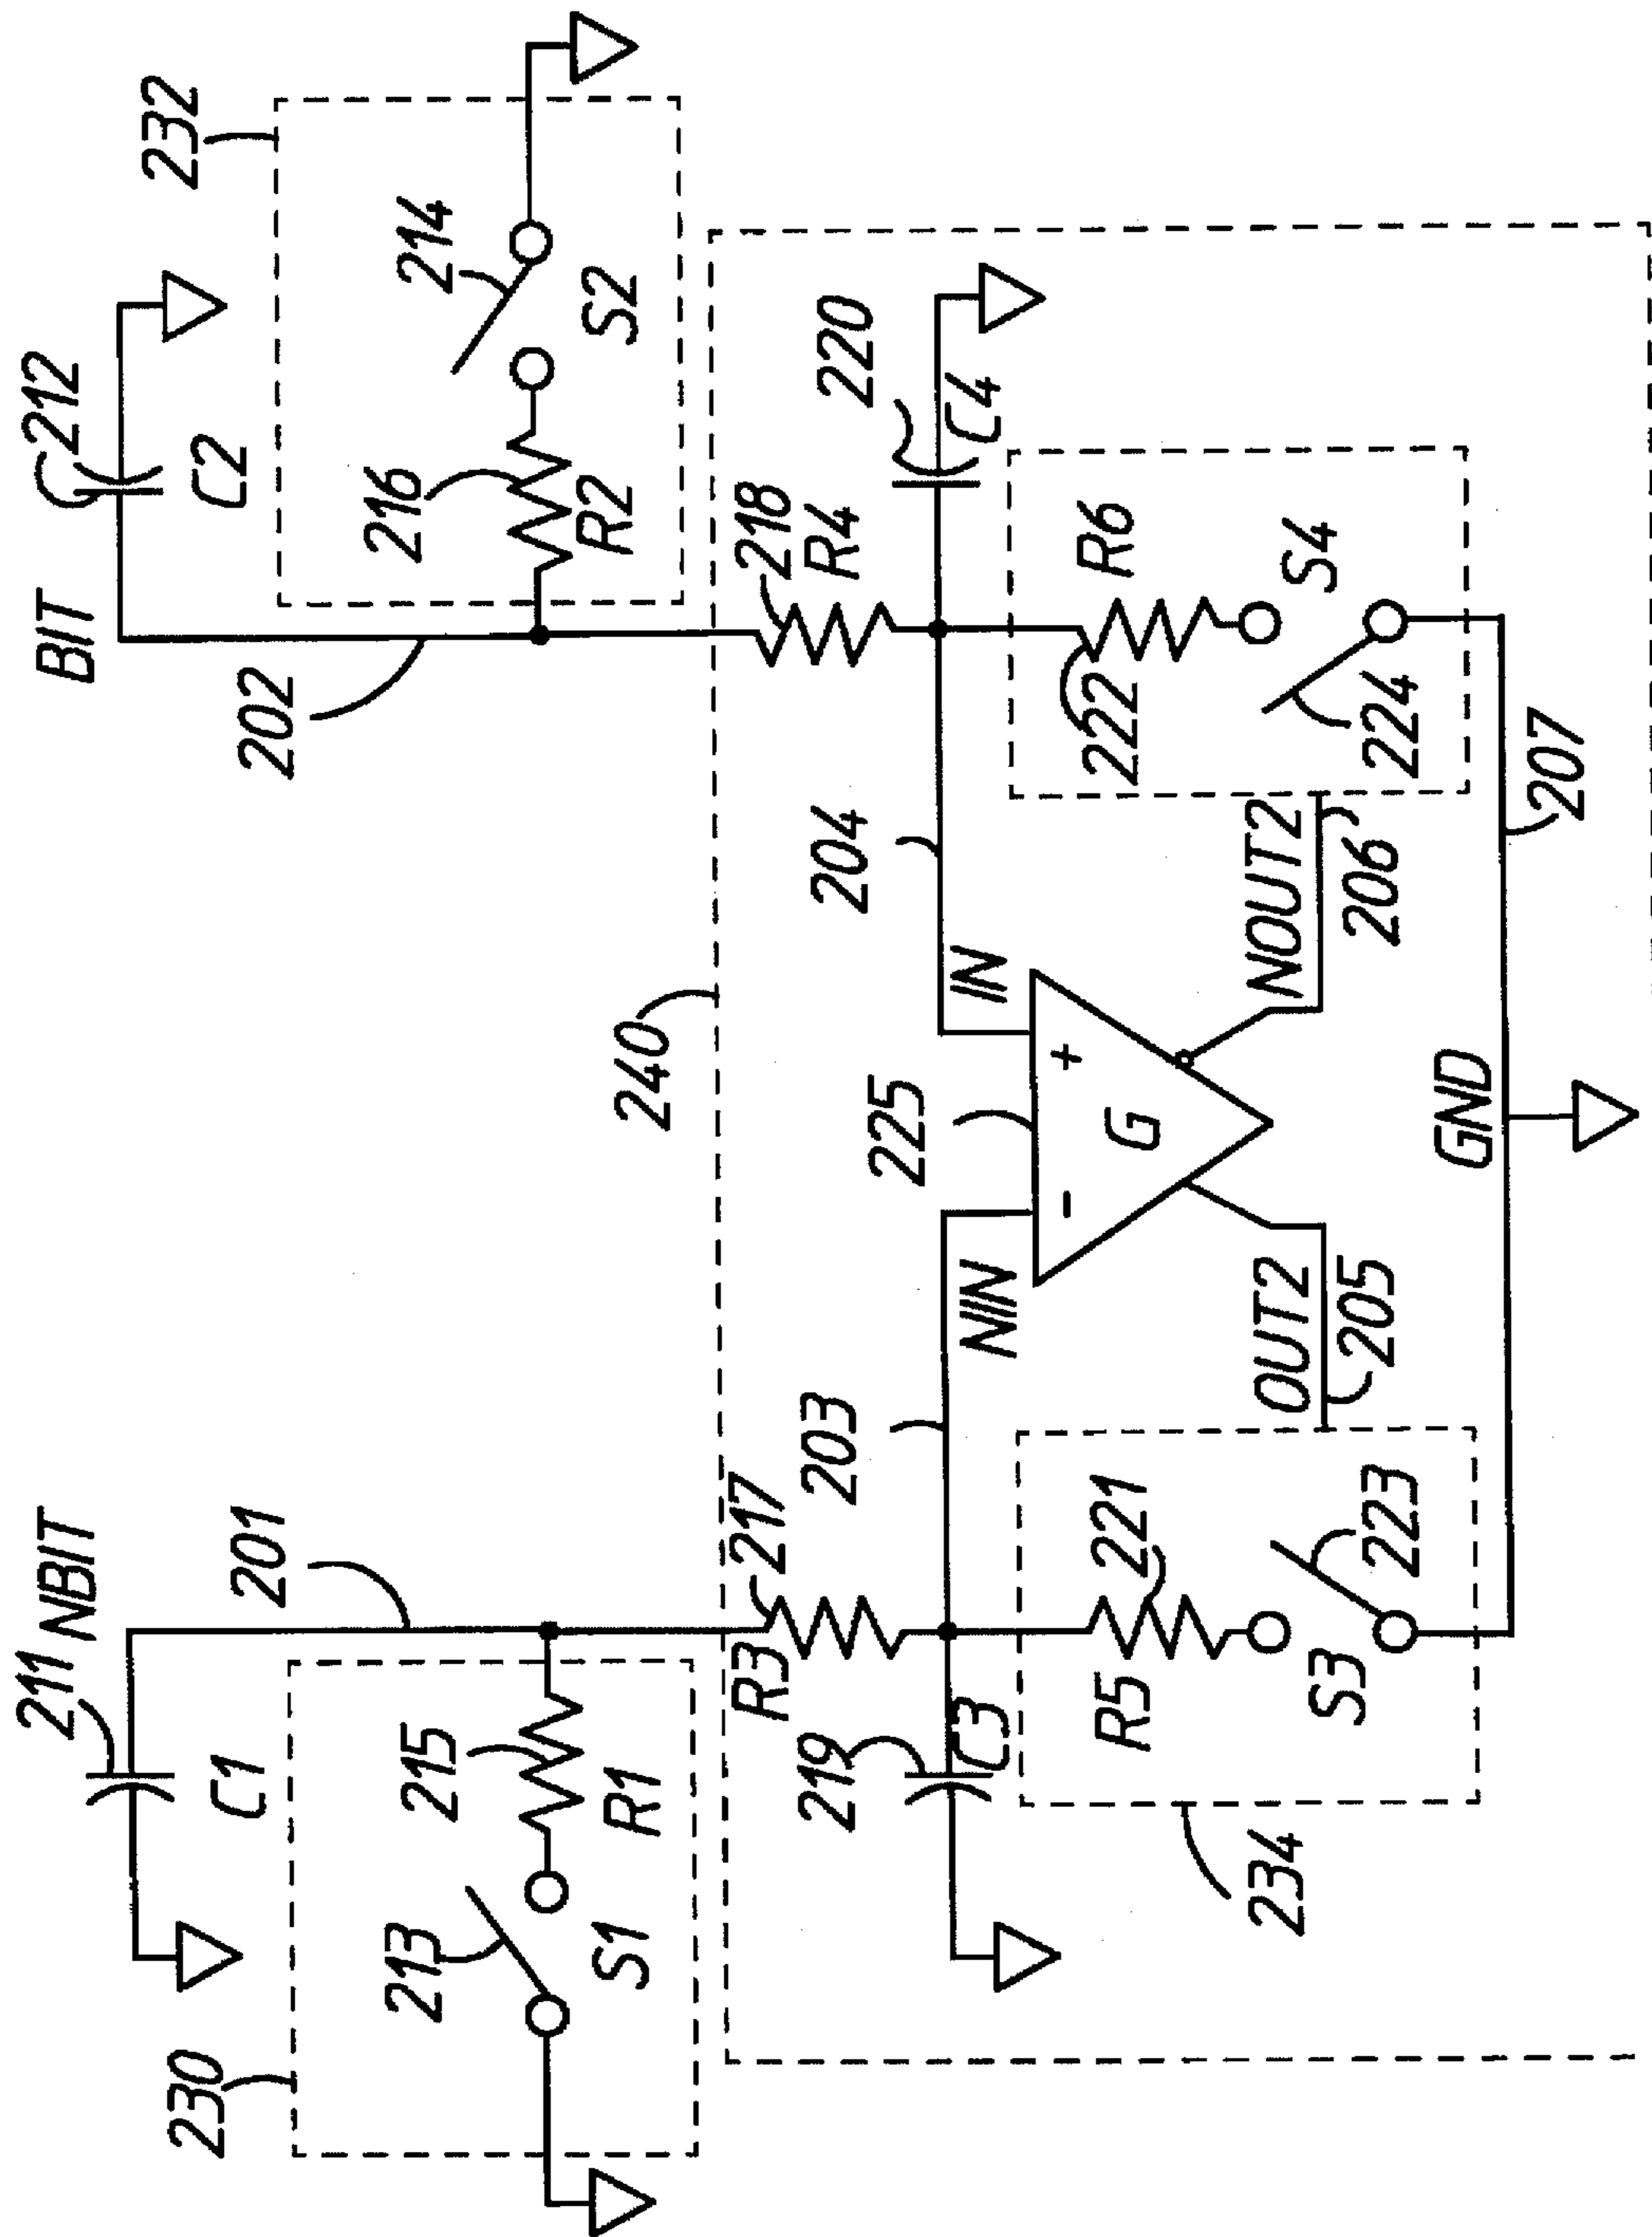 211 NBIT
C1
201
230
213
215
S1
R1
BIT
212
C2
202
232
214
216
S2
R2
240
R3
217
219
C3
203
NIN
-
225
G
+
IN
204
218
R4
220
C4
R5
221
S3
223
234
OUT2
205
NOUT2
206
R6
222
S4
224
GND
207